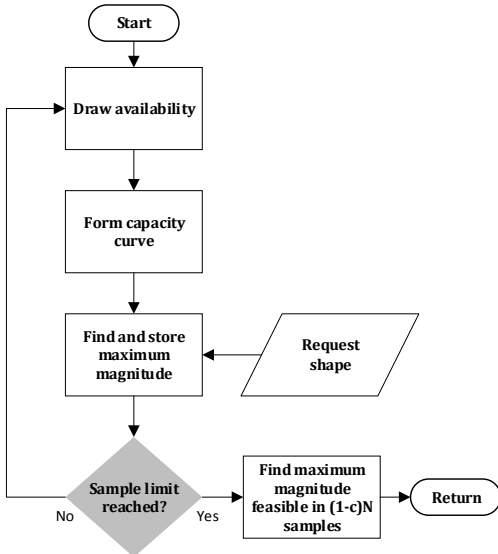 Start
Draw availability
Form capacity
curve
Find and store
maximum
magnitude
Request
shape
Sample limit
reached?
No
Yes
Find maximum
magnitude
feasible in (1-c)N
samples
Return